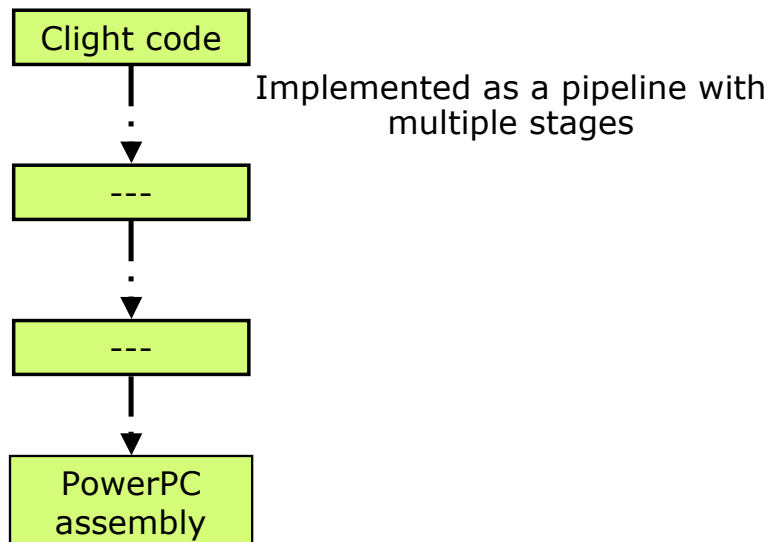 Clight code
Implemented as a pipeline with
multiple stages
---
---
PowerPC
assembly